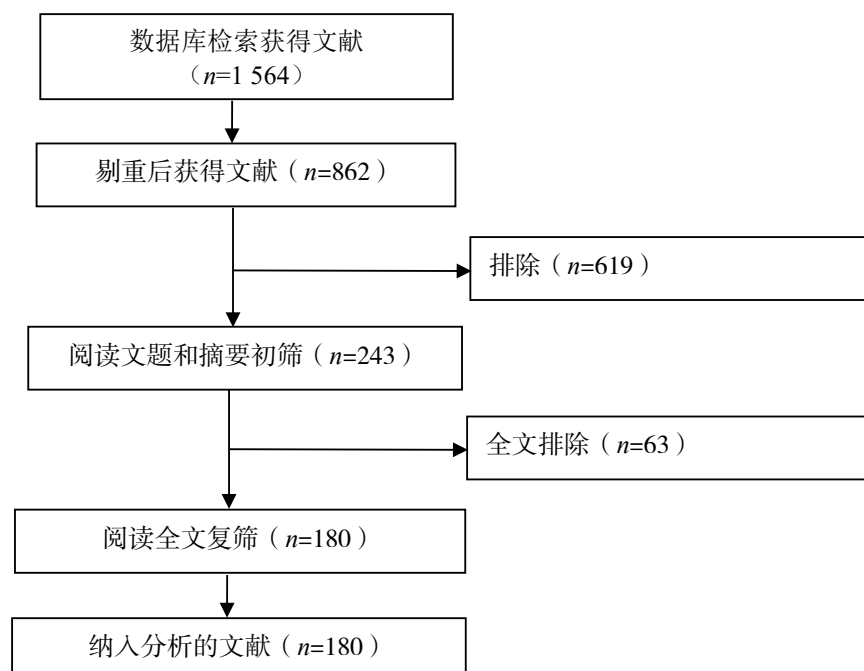 数据库检索获得文献
（n=1 564）
剔重后获得文献（n=862）
排除（n=619）
阅读文题和摘要初筛（n=243）
全文排除（n=63）
阅读全文复筛（n=180）
纳入分析的文献（n=180）